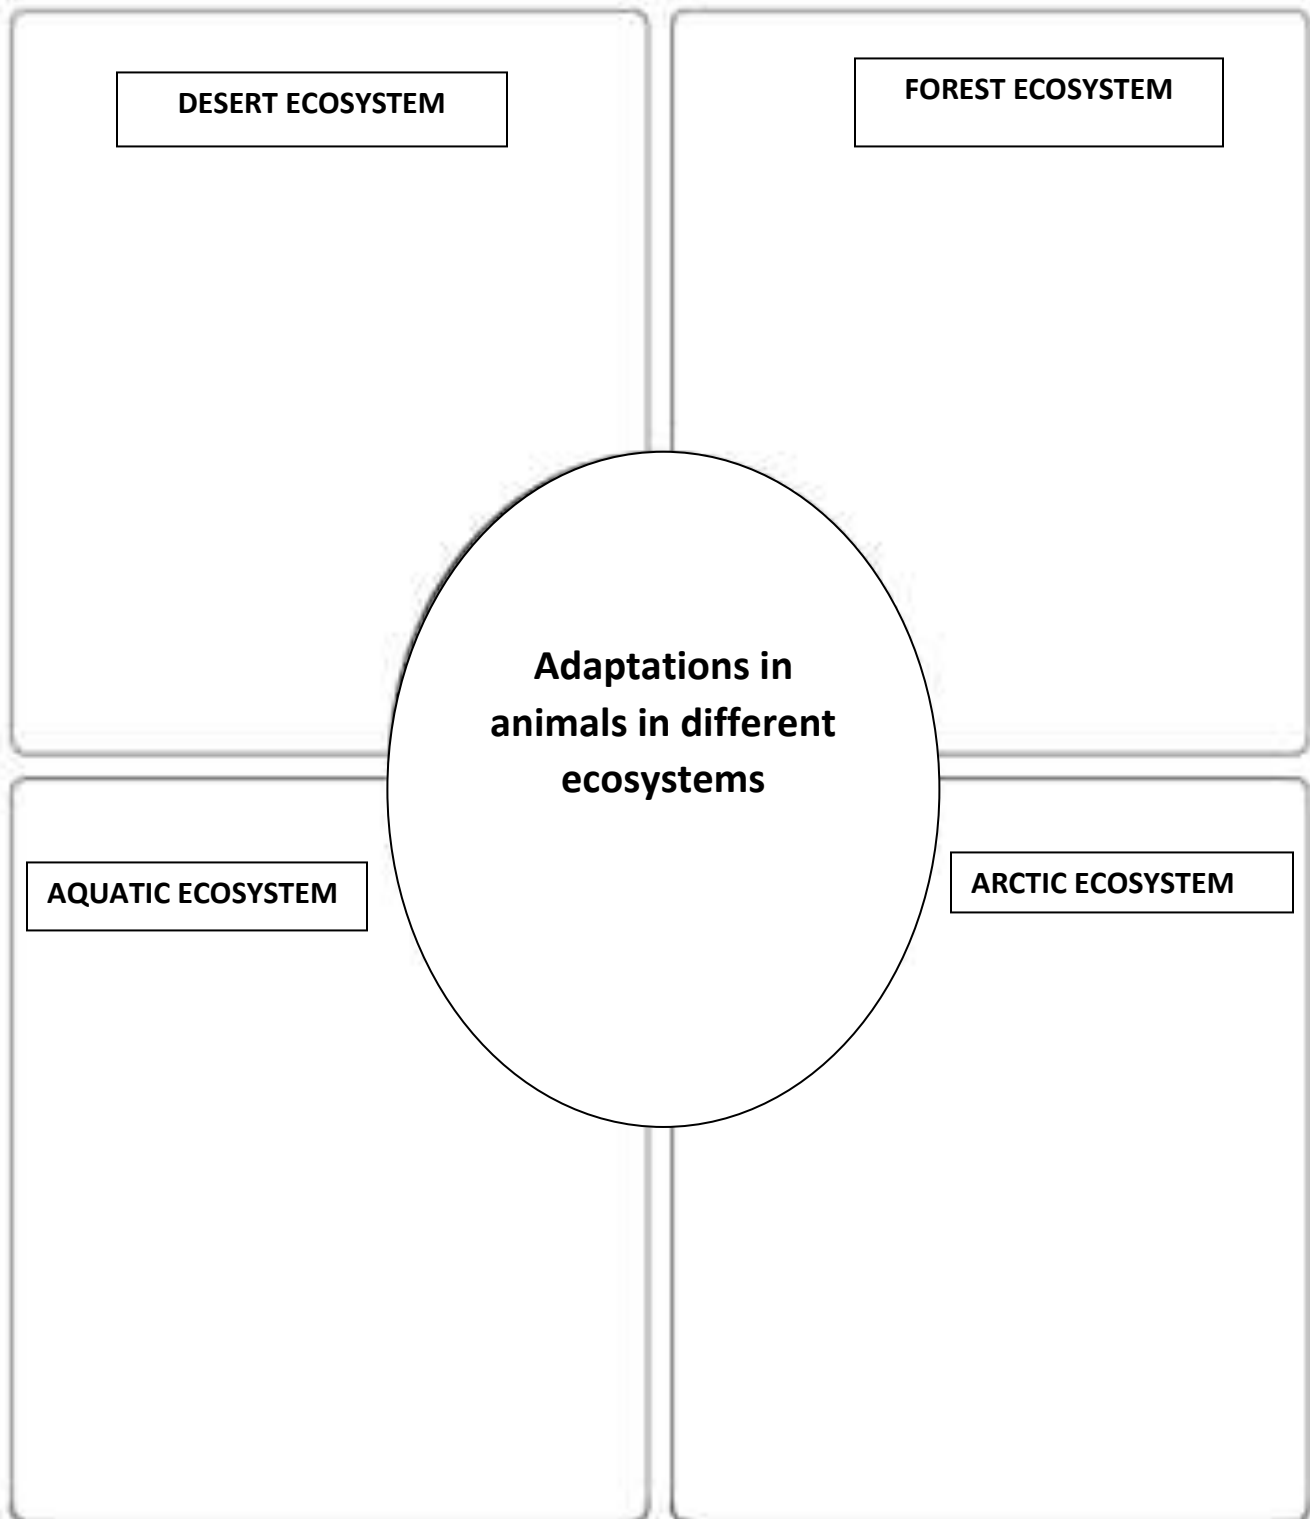 DESERT ECOSYSTEM
FOREST ECOSYSTEM
Adaptations in
animals in different
ecosystems
AQUATIC ECOSYSTEM
ARCTIC ECOSYSTEM